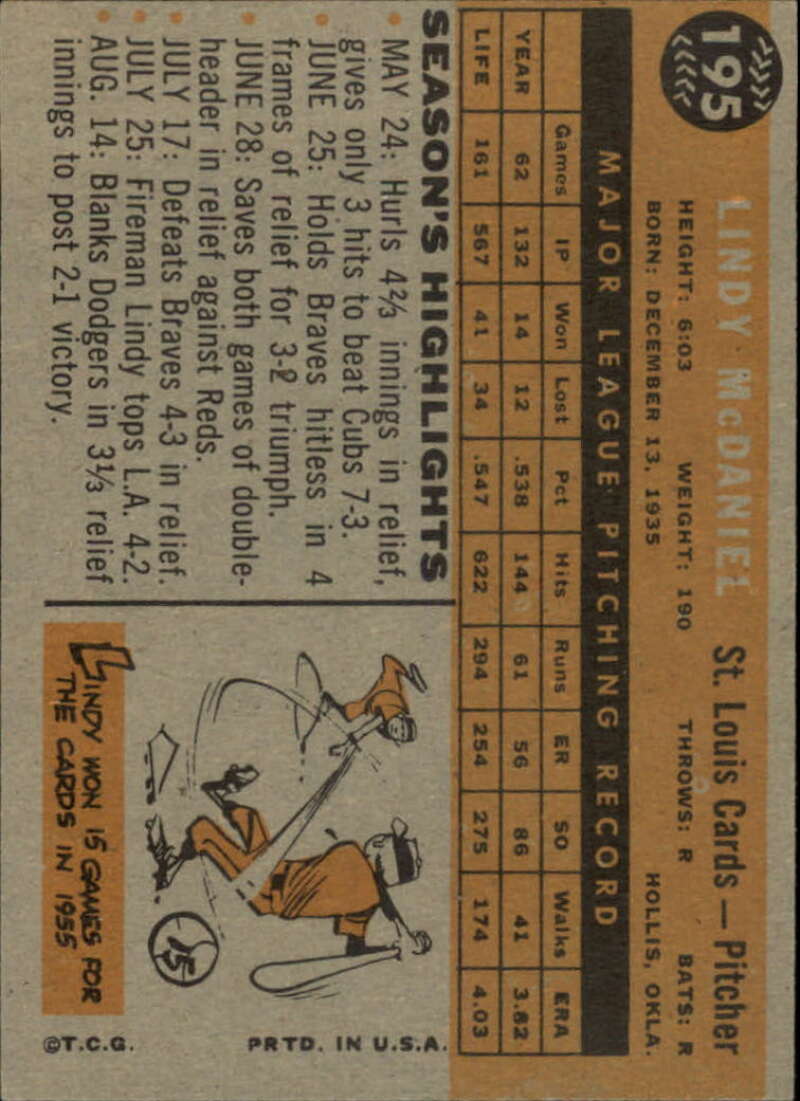 195
LINDY McDANIEL St. Louis Cards — Pitcher
HEIGHT: 6:03 WEIGHT: 190 THROWS: R BATS: R
BORN: DECEMBER 13, 1935 HOLLIS, OKLA.
MAJOR LEAGUE PITCHING RECORD
Games IP Won Lost Pct Hits Runs ER SO Walks ERA
YEAR 62 132 14 12 .538 144 61 56 86 41 3.82
LIFE 161 567 41 34 .547 622 294 254 275 174 4.03
SEASON'S HIGHLIGHTS
• MAY 24: Hurls 4⅔ innings in relief,
gives only 3 hits to beat Cubs 7-3.
• JUNE 25: Holds Braves hitless in 4
frames of relief for 3-2 triumph.
• JUNE 28: Saves both games of double-
header in relief against Reds.
• JULY 17: Defeats Braves 4-3 in relief.
• JULY 25: Fireman Lindy tops L.A. 4-2.
• AUG. 14: Blanks Dodgers in 3⅓ relief
innings to post 2-1 victory.
15
LINDY WON 15 GAMES FOR
THE CARDS IN 1955
©T.C.G. PRTD. IN U.S.A.